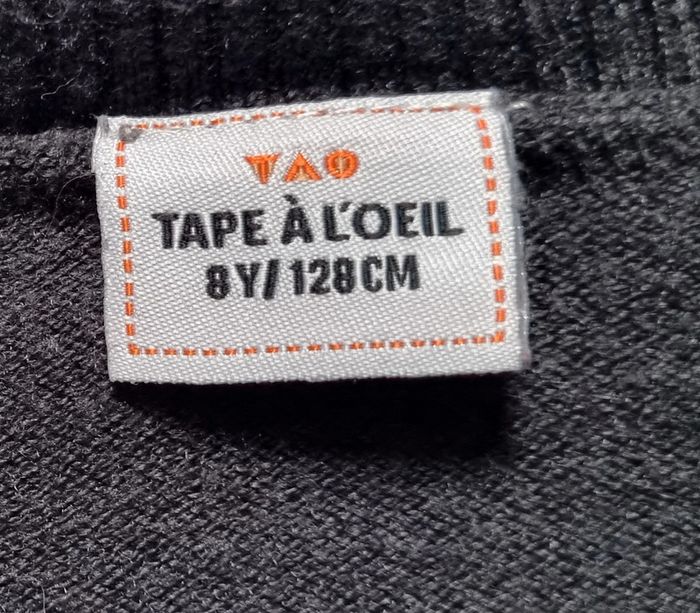 TAO
TAPE À L'OEIL
8Y/128CM